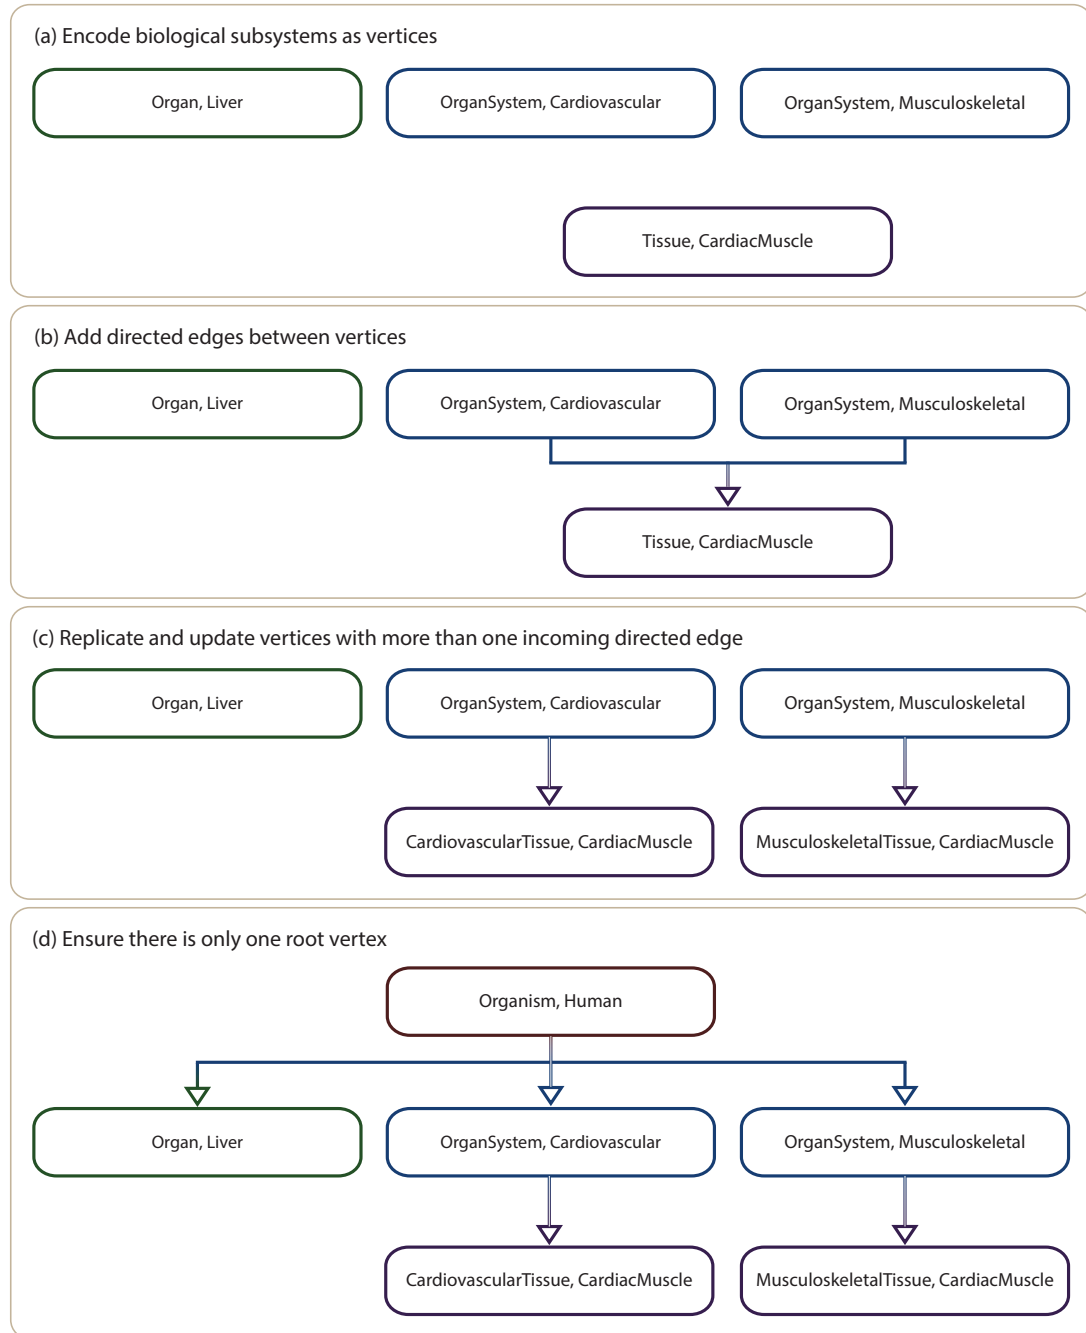 (a) Encode biological subsystems as vertices
Organ, Liver
OrganSystem, Cardiovascular
OrganSystem, Musculoskeletal
Tissue, CardiacMuscle
(b) Add directed edges between vertices
Organ, Liver
OrganSystem, Cardiovascular
OrganSystem, Musculoskeletal
Tissue, CardiacMuscle
(c) Replicate and update vertices with more than one incoming directed edge
Organ, Liver
OrganSystem, Cardiovascular
OrganSystem, Musculoskeletal
CardiovascularTissue, CardiacMuscle
MusculoskeletalTissue, CardiacMuscle
(d) Ensure there is only one root vertex
Organism, Human
Organ, Liver
OrganSystem, Cardiovascular
OrganSystem, Musculoskeletal
CardiovascularTissue, CardiacMuscle
MusculoskeletalTissue, CardiacMuscle